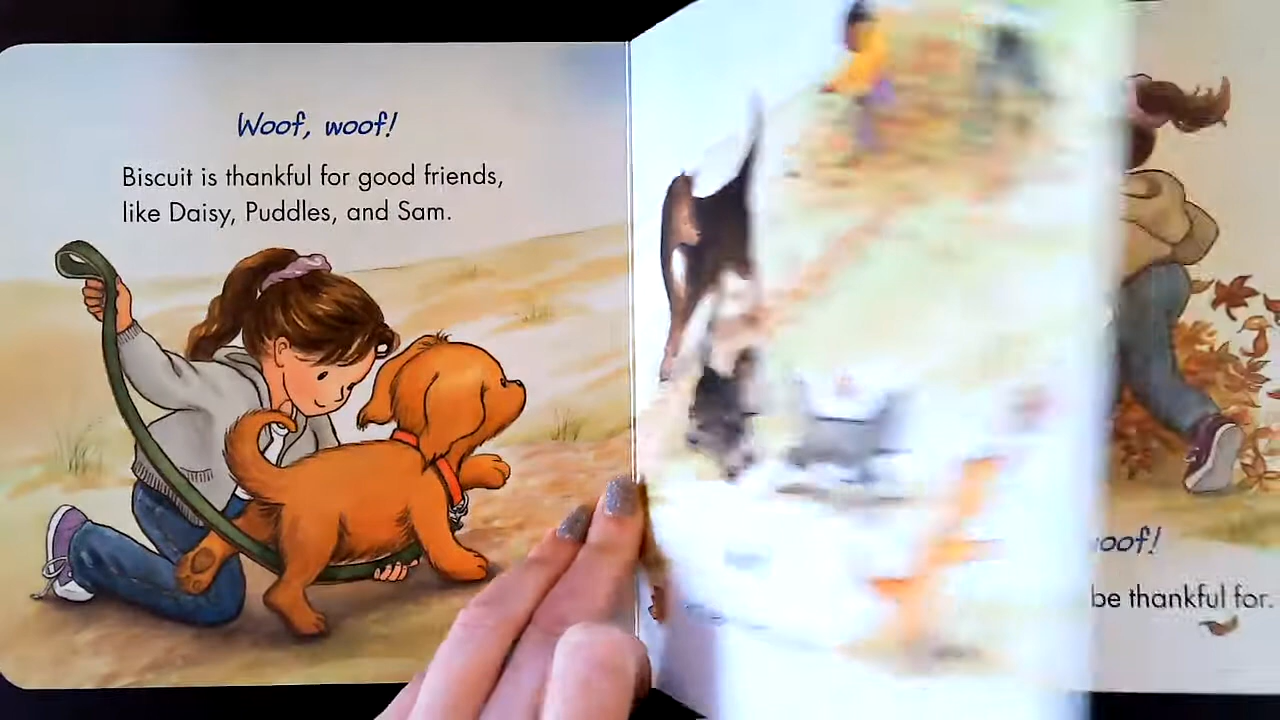 Woof, woof!
Biscuit is thankful for good friends,
like Daisy, Puddles, and Sam.
oof!
be thankful for.